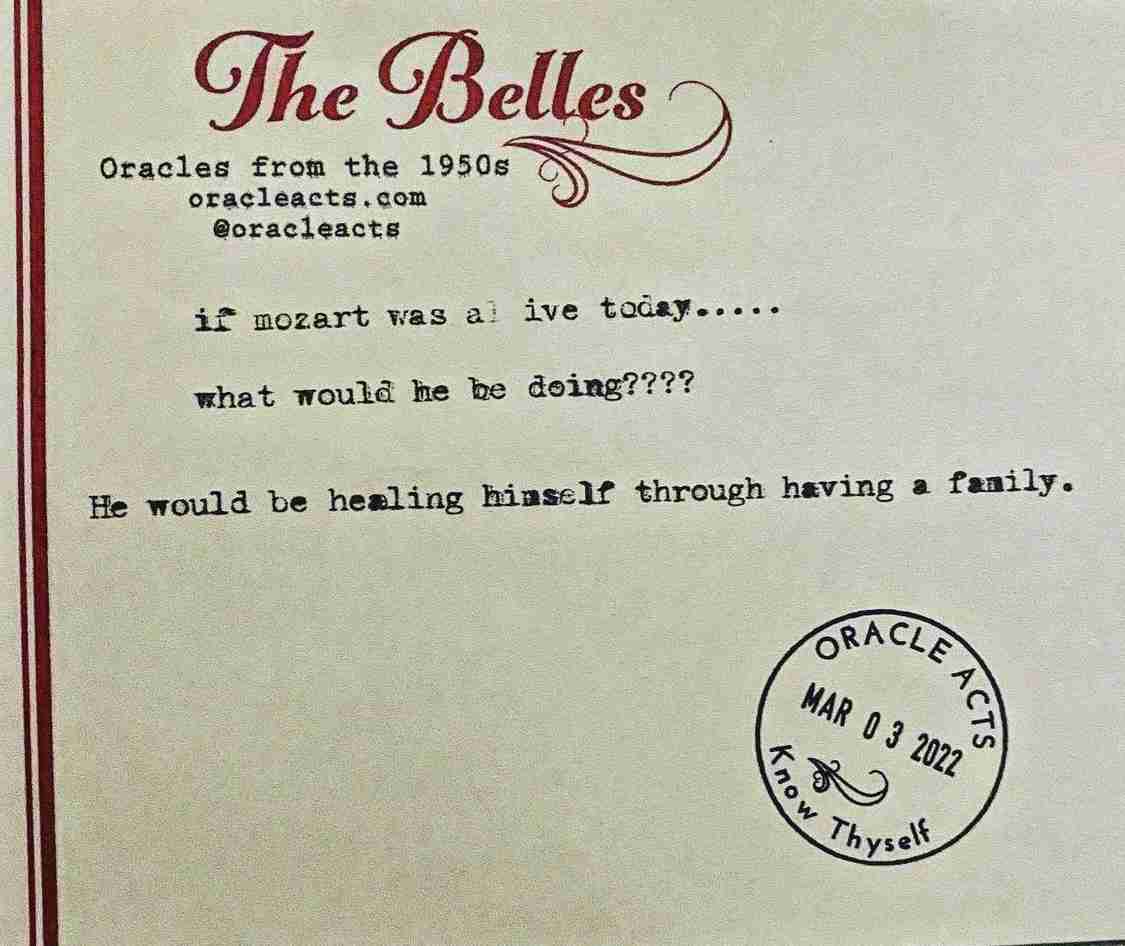 The Belles
Oracles from the 1950s
oracleacts.com
@oracleacts
if mozart was al ive today.....
what would he be doing????
He would be healing himself through having a family.
ORACLE ACTS
MAR 03 2022
Know Thyself